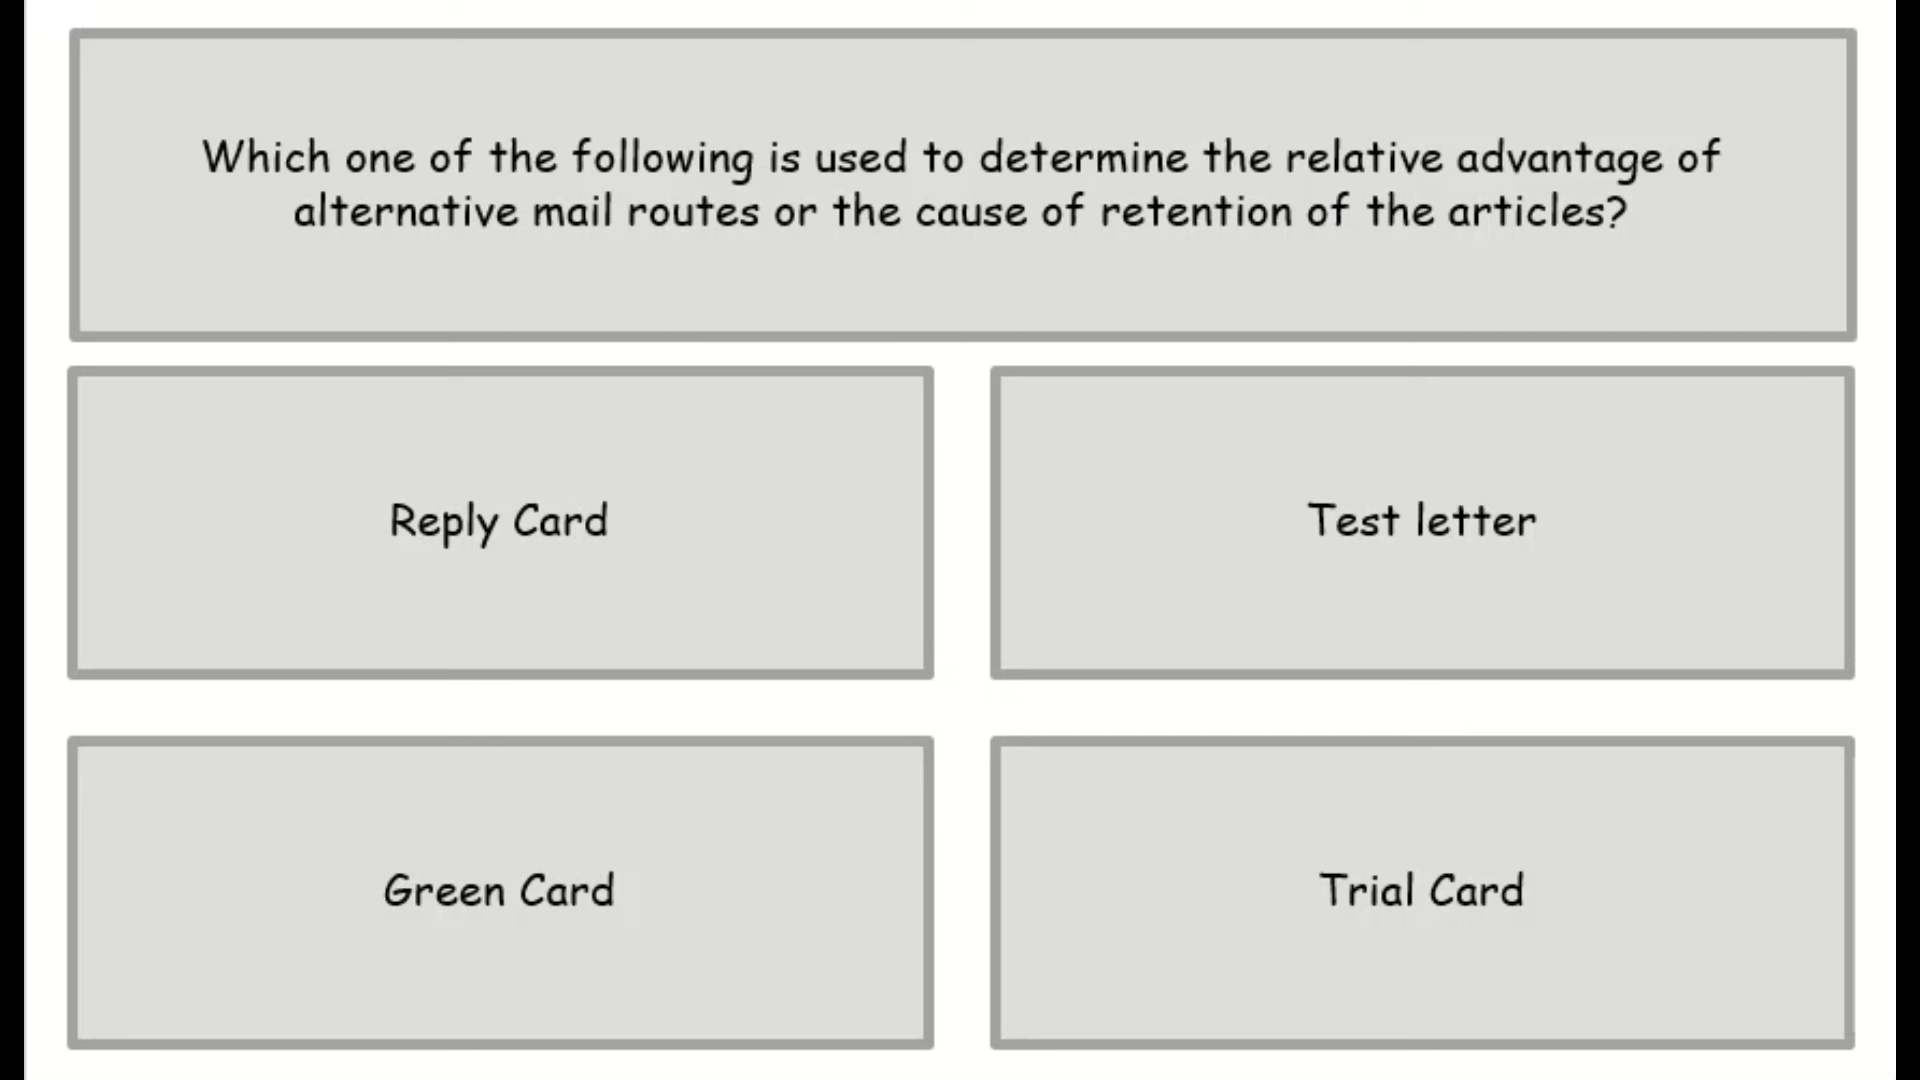 Which one of the following is used to determine the relative advantage of
alternative mail routes or the cause of retention of the articles?
Reply Card
Test letter
Green Card
Trial Card